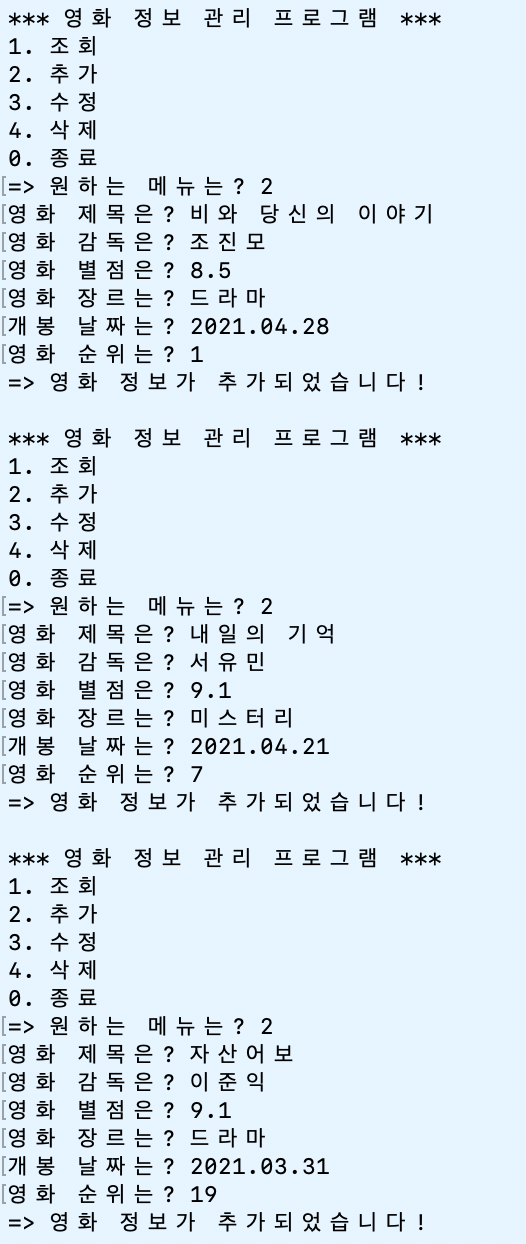 *** 영화 정보 관리 프로그램 ***
1. 조회
2. 추가
3. 수정
4. 삭제
0. 종료
=> 원하는 메뉴는? 2
영화 제목은? 비와 당신의 이야기
영화 감독은? 조진모
영화 별점은? 8.5
영화 장르는? 드라마
개봉 날짜는? 2021.04.28
영화 순위는? 1
=> 영화 정보가 추가되었습니다!

*** 영화 정보 관리 프로그램 ***
1. 조회
2. 추가
3. 수정
4. 삭제
0. 종료
=> 원하는 메뉴는? 2
영화 제목은? 내일의 기억
영화 감독은? 서유민
영화 별점은? 9.1
영화 장르는? 미스터리
개봉 날짜는? 2021.04.21
영화 순위는? 7
=> 영화 정보가 추가되었습니다!

*** 영화 정보 관리 프로그램 ***
1. 조회
2. 추가
3. 수정
4. 삭제
0. 종료
=> 원하는 메뉴는? 2
영화 제목은? 자산어보
영화 감독은? 이준익
영화 별점은? 9.1
영화 장르는? 드라마
개봉 날짜는? 2021.03.31
영화 순위는? 19
=> 영화 정보가 추가되었습니다!